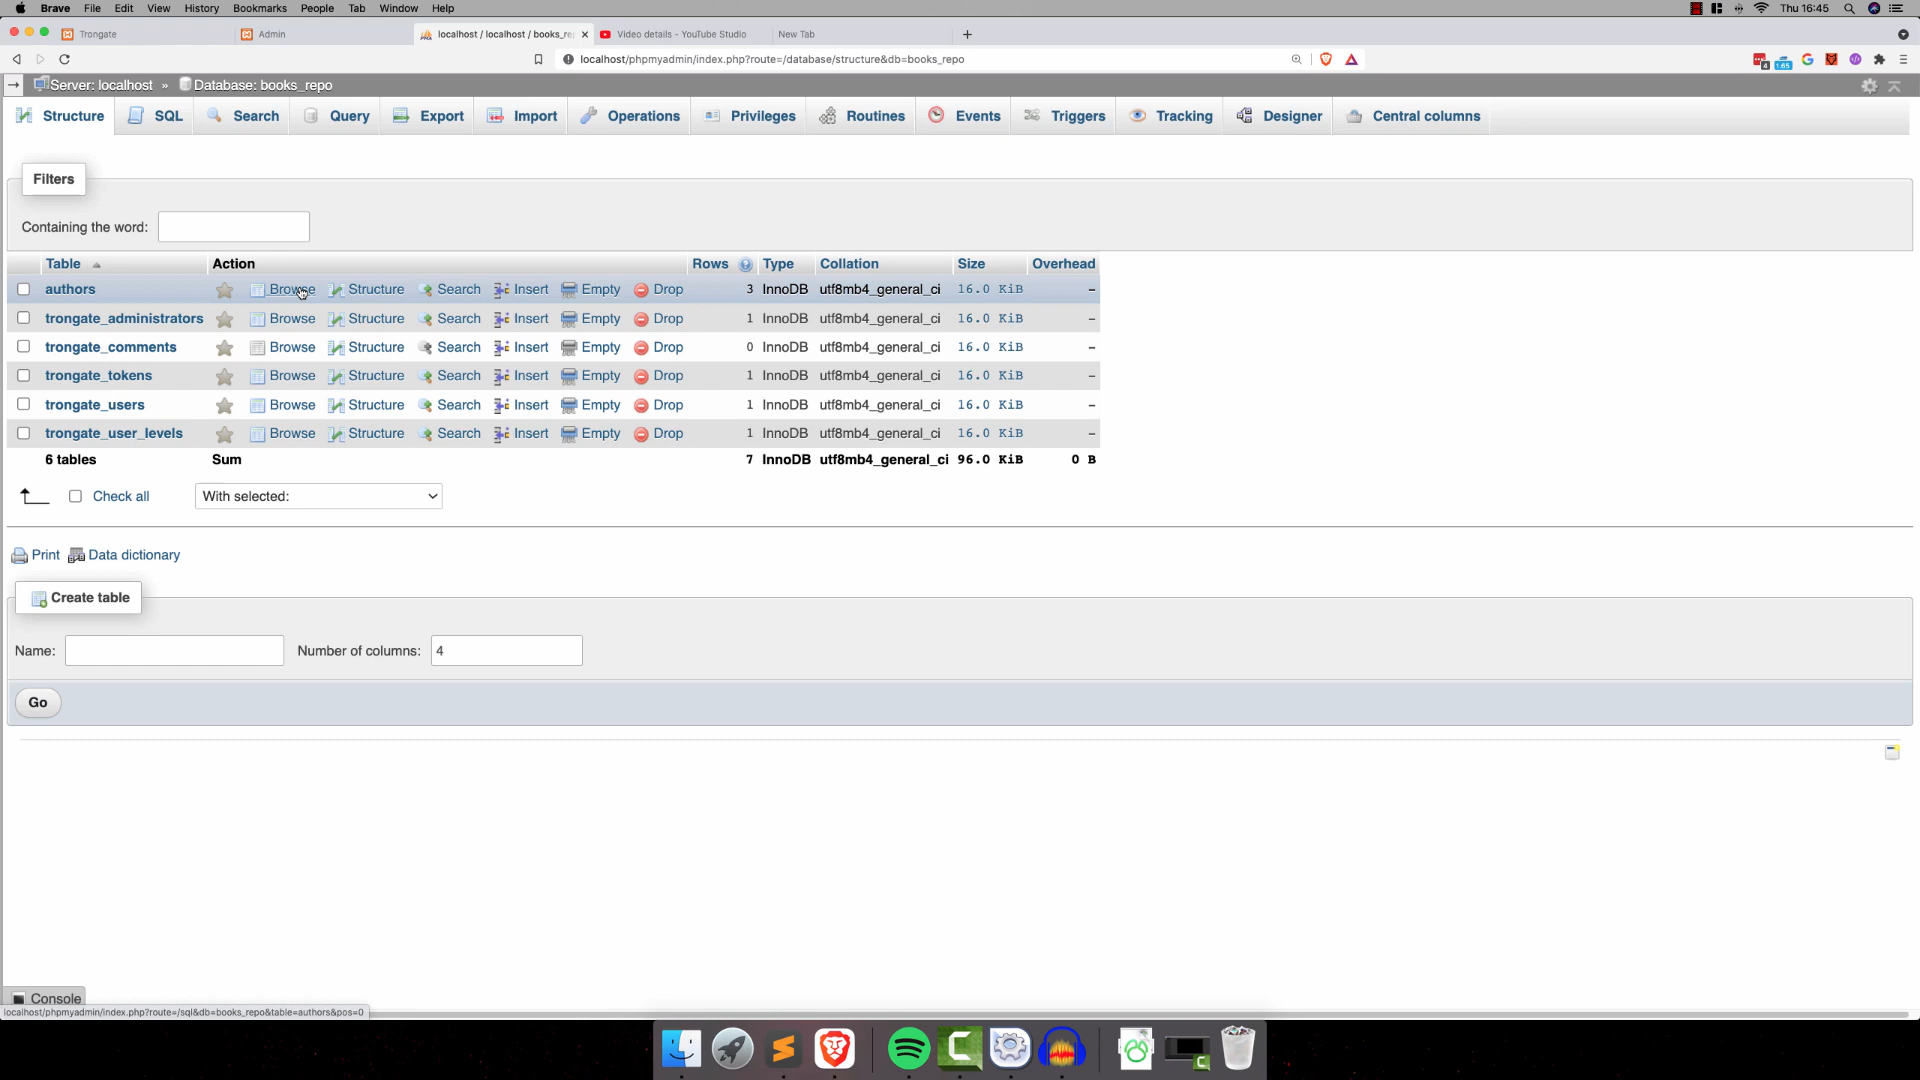 Brave File Edit View History Bookmarks People Tab Window Help Thu 16:45
Trongate Admin localhost / localhost / books_re Video details - YouTube Studio New Tab
localhost/phpmyadmin/index.php?route=/database/structure&db=books_repo
Server: localhost » Database: books_repo
Structure SQL Search Query Export Import Operations Privileges Routines Events Triggers Tracking Designer Central columns
Filters
Containing the word:
Table Action Rows Type Collation Size Overhead
authors Browse Structure Search Insert Empty Drop 3 InnoDB utf8mb4_general_ci 16.0 KiB –
trongate_administrators Browse Structure Search Insert Empty Drop 1 InnoDB utf8mb4_general_ci 16.0 KiB –
trongate_comments Browse Structure Search Insert Empty Drop 0 InnoDB utf8mb4_general_ci 16.0 KiB –
trongate_tokens Browse Structure Search Insert Empty Drop 1 InnoDB utf8mb4_general_ci 16.0 KiB –
trongate_users Browse Structure Search Insert Empty Drop 1 InnoDB utf8mb4_general_ci 16.0 KiB –
trongate_user_levels Browse Structure Search Insert Empty Drop 1 InnoDB utf8mb4_general_ci 16.0 KiB –
6 tables Sum 7 InnoDB utf8mb4_general_ci 96.0 KiB 0 B
Check all With selected:
Print Data dictionary
Create table
Name: Number of columns: 4
Go
Console
localhost/phpmyadmin/index.php?route=/sql&db=books_repo&table=authors&pos=0